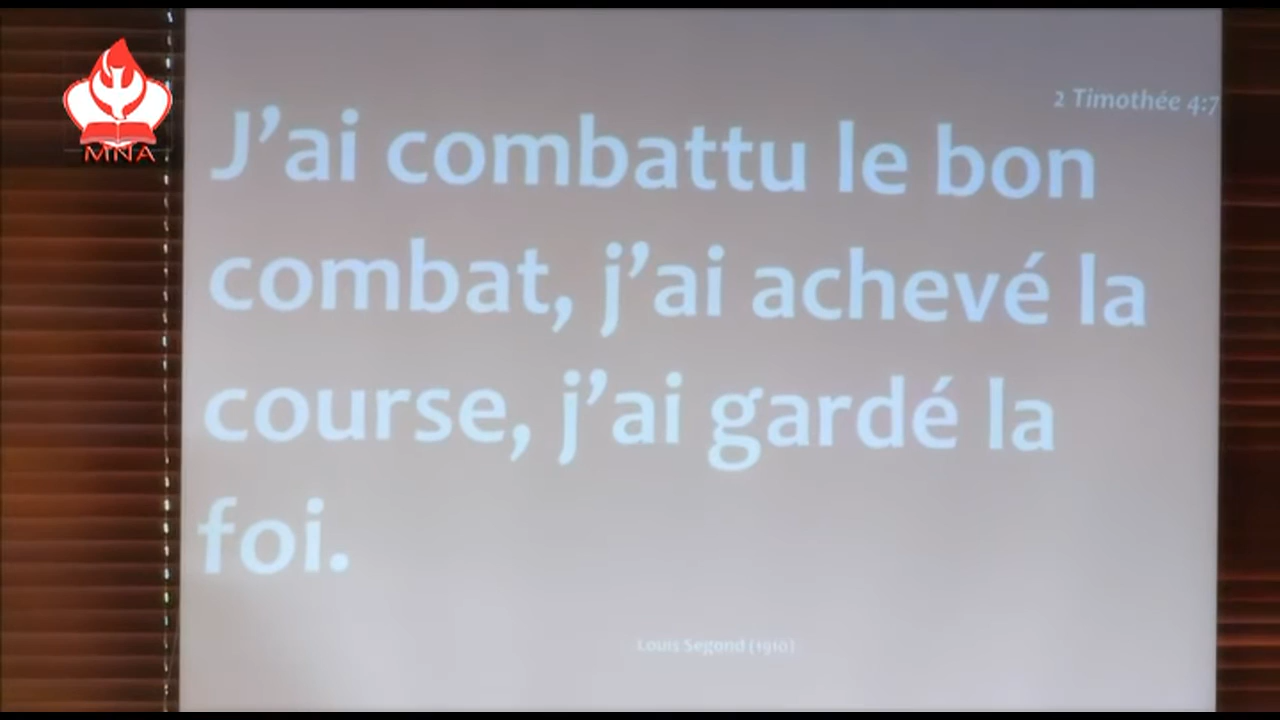 MNA
2 Timothée 4:7
J’ai combattu le bon
combat, j’ai achevé la
course, j’ai gardé la
foi.
Louis Segond (1910)